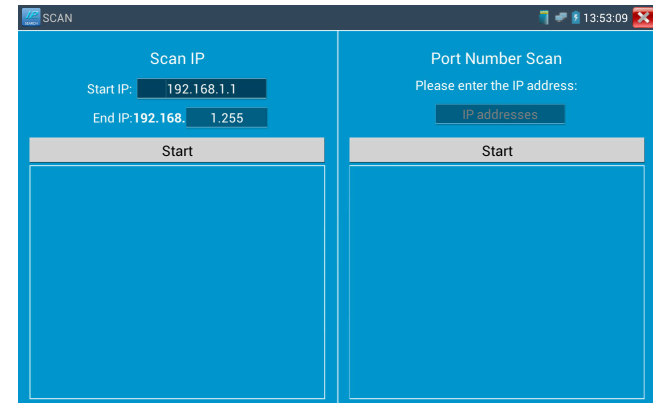 SCAN
13:53:09
Scan IP
Start IP: 192.168.1.1
End IP:192.168. 1.255
Start
Port Number Scan
Please enter the IP address:
IP addresses
Start